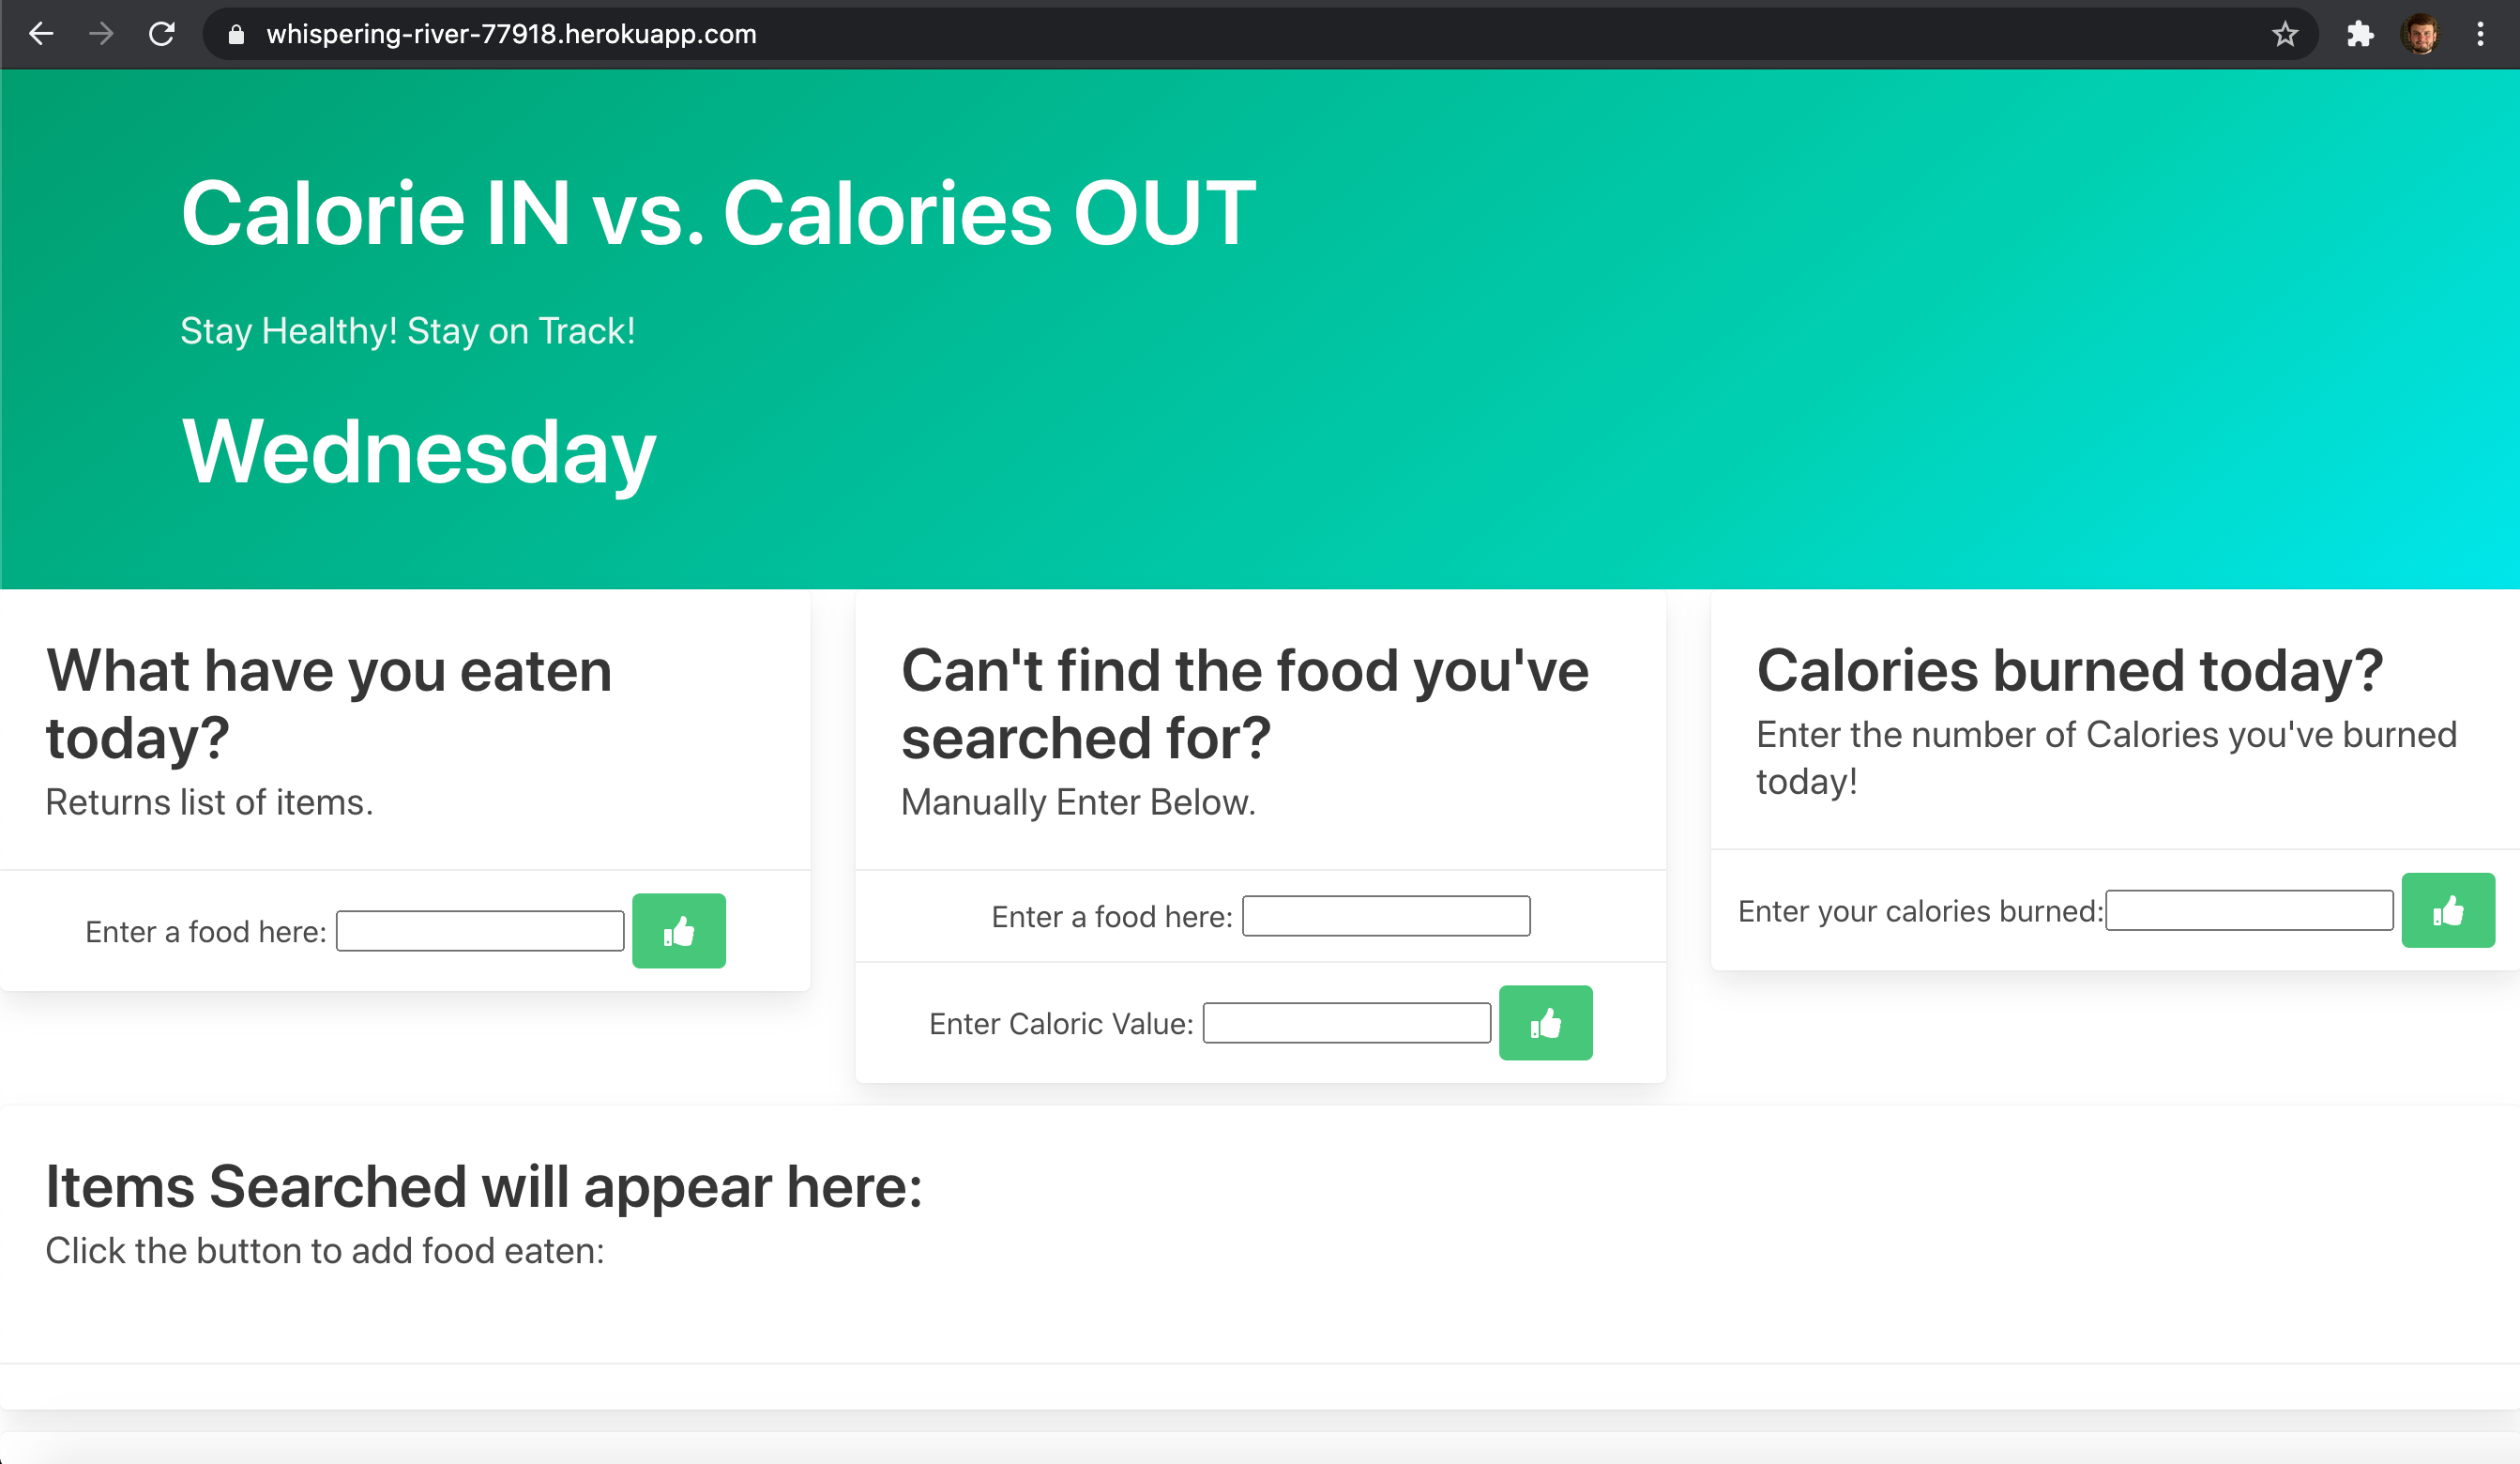 whispering-river-77918.herokuapp.com
Calorie IN vs. Calories OUT
Stay Healthy! Stay on Track!
Wednesday
What have you eaten
today?
Returns list of items.
Enter a food here:
Can't find the food you've
searched for?
Manually Enter Below.
Enter a food here:
Enter Caloric Value:
Calories burned today?
Enter the number of Calories you've burned
today!
Enter your calories burned:
Items Searched will appear here:
Click the button to add food eaten: